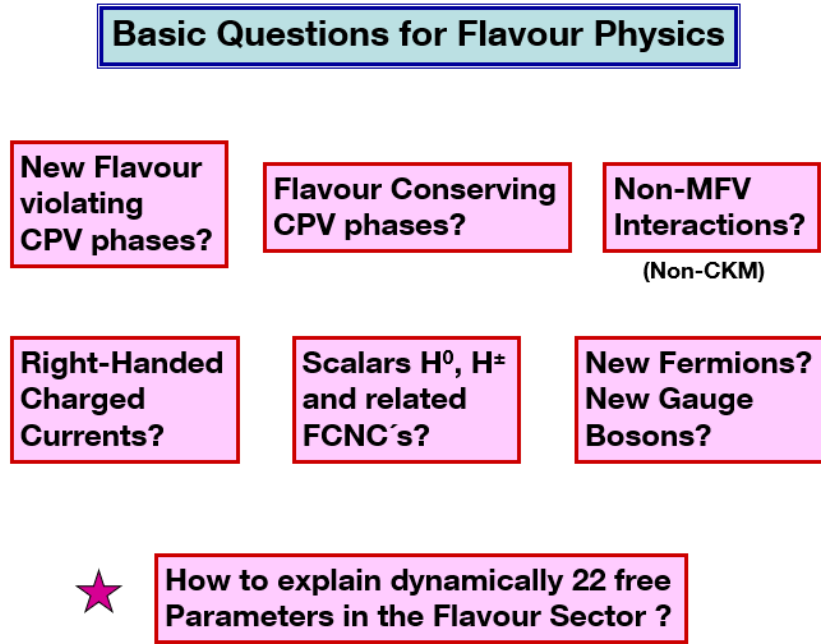 Basic Questions for Flavour Physics
New Flavour
violating
CPV phases?
Flavour Conserving
CPV phases?
Non-MFV
Interactions?
(Non-CKM)
Right-Handed
Charged
Currents?
Scalars H⁰, H±
and related
FCNC´s?
New Fermions?
New Gauge
Bosons?
How to explain dynamically 22 free
Parameters in the Flavour Sector ?